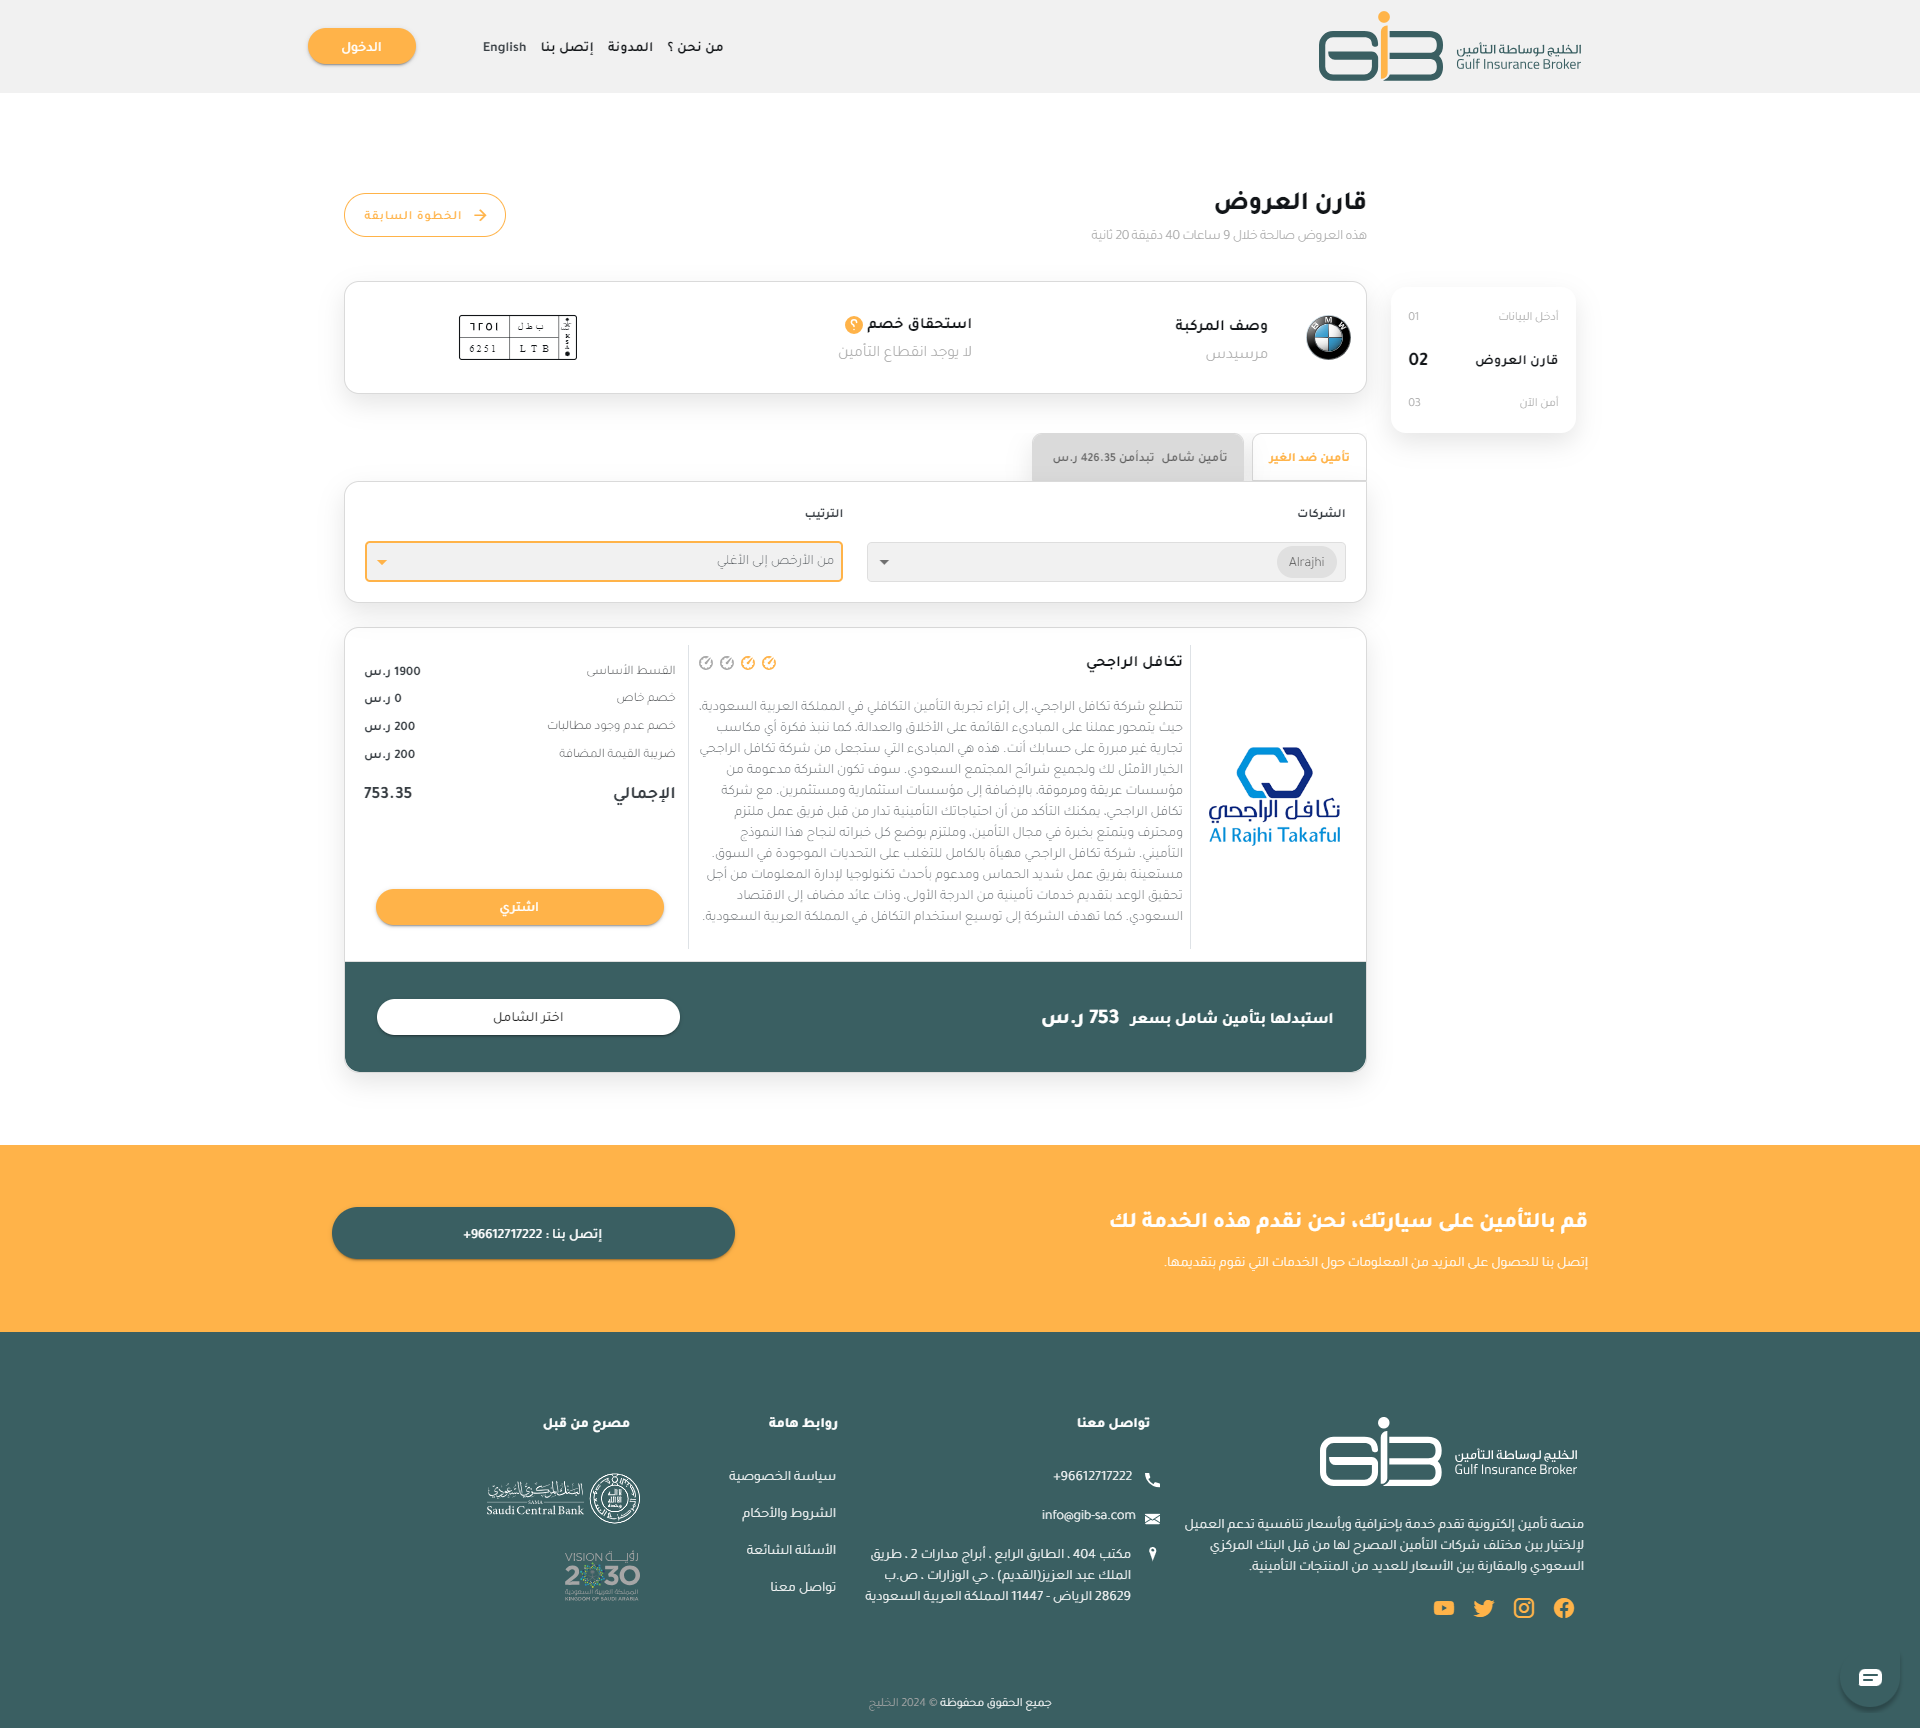 الخليج لوساطة التأمين
Gulf Insurance Broker
من نحن ؟
المدونة
إتصل بنا
English
الدخول
قارن العروض
هذه العروض صالحة خلال 9 ساعات 40 دقيقة 20 ثانية
الخطوة السابقة
أدخل البيانات 01
قارن العروض 02
أمن الآن 03
BMW
وصف المركبة
مرسيدس
استحقاق خصم ؟
لا يوجد انقطاع التأمين
ب ط ل ٦٢٥١
6251 L T B
KSA
تأمين ضد الغير
تأمين شامل تبدأمن 426.35 ر.س
الشركات
Alrajhi
الترتيب
من الأرخص إلى الأغلي
تكافل الراجحي
Al Rajhi Takaful
تكافل الراجحي
تتطلع شركة تكافل الراجحي، إلى إثراء تجربة التأمين التكافلي في المملكة العربية السعودية،
حيث يتمحور عملنا على المبادىء القائمة على الأخلاق والعدالة، كما ننبذ فكرة أي مكاسب
تجارية غير مبررة على حسابك أنت. هذه هي المبادىء التي ستجعل من شركة تكافل الراجحي
الخيار الأمثل لك ولجميع شرائح المجتمع السعودي. سوف تكون الشركة مدعومة من
مؤسسات عريقة ومرموقة، بالإضافة إلى مؤسسات استثمارية ومستثمرين. مع شركة
تكافل الراجحي، يمكنك التأكد من أن احتياجاتك التأمينية تدار من قبل فريق عمل ملتزم
ومحترف ويتمتع بخبرة في مجال التأمين، وملتزم بوضع كل خبراته لنجاح هذا النموذج
التأميني. شركة تكافل الراجحي مهيأة بالكامل للتغلب على التحديات الموجودة في السوق،
مستعينة بفريق عمل شديد الحماس ومدعوم بأحدث تكنولوجيا لإدارة المعلومات من أجل
تحقيق الوعد بتقديم خدمات تأمينية من الدرجة الأولى، وذات عائد مضاف إلى الاقتصاد
السعودي. كما تهدف الشركة إلى توسيع استخدام التكافل في المملكة العربية السعودية.
القسط الأساسى 1900 ر.س
خصم خاص 0 ر.س
خصم عدم وجود مطالبات 200 ر.س
ضريبة القيمة المضافة 200 ر.س
الإجمالي 753.35
اشتري
استبدلها بتأمين شامل بسعر 753 ر.س
اختر الشامل
قم بالتأمين على سيارتك، نحن نقدم هذه الخدمة لك
إتصل بنا للحصول على المزيد من المعلومات حول الخدمات التي نقوم بتقديمها.
إتصل بنا : 96612717222+
الخليج لوساطة التأمين
Gulf Insurance Broker
منصة تأمين إلكترونية تقدم خدمة بإحترافية وبأسعار تنافسية تدعم العميل
لإختيار بين مختلف شركات التأمين المصرح لها من قبل البنك المركزي
السعودي والمقارنة بين الأسعار للعديد من المنتجات التأمينية.
تواصل معنا
96612717222+
info@gib-sa.com
مكتب 404 ، الطابق الرابع ، أبراج مدارات 2 ، طريق
الملك عبد العزيز(القديم) ، حي الوزارات ، ص.ب
28629 الرياض - 11447 المملكة العربية السعودية
روابط هامة
سياسة الخصوصية
الشروط والأحكام
الأسئلة الشائعة
تواصل معنا
مصرح من قبل
البنك المركزي السعودي
SAMA
Saudi Central Bank
VISION رؤية
2030
المملكة العربية السعودية
KINGDOM OF SAUDI ARABIA
جميع الحقوق محفوظة © 2024 الخليج